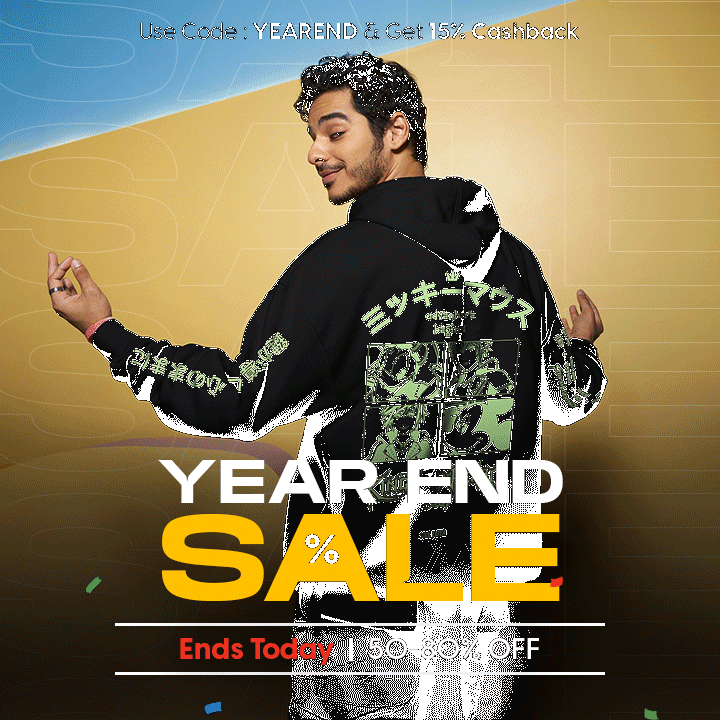 Use Code : YEAREND & Get 15% Cashback
ミッキーマウス
YEAR END
SALE
%
Ends Today | 50-80% OFF